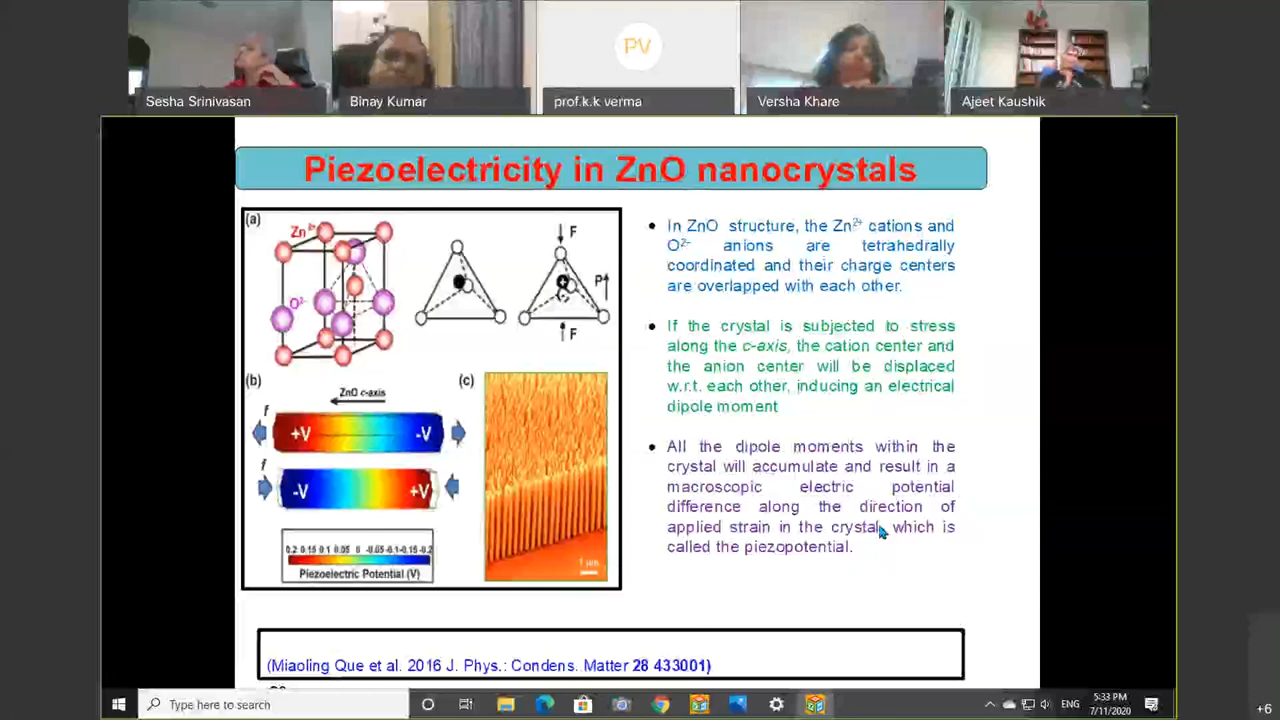 PV
Sesha Srinivasan
Binay Kumar
prof.k.k verma
Versha Khare
Ajeet Kaushik
Piezoelectricity in ZnO nanocrystals
(a)
Zn2+
O2-
F
P
F
(b)
ZnO c-axis
(c)
f
+V
-V
f
-V
+V
0.2 0.15 0.1 0.05 0 -0.05-0.1-0.15-0.2
Piezoelectric Potential (V)
• In ZnO structure, the Zn2+ cations and
O2- anions are tetrahedrally
coordinated and their charge centers
are overlapped with each other.
• If the crystal is subjected to stress
along the c-axis, the cation center and
the anion center will be displaced
w.r.t. each other, inducing an electrical
dipole moment
• All the dipole moments within the
crystal will accumulate and result in a
macroscopic electric potential
difference along the direction of
applied strain in the crystal, which is
called the piezopotential.
(Miaoling Que et al. 2016 J. Phys.: Condens. Matter 28 433001)
Type here to search
ENG
5:33 PM
7/11/2020
+6